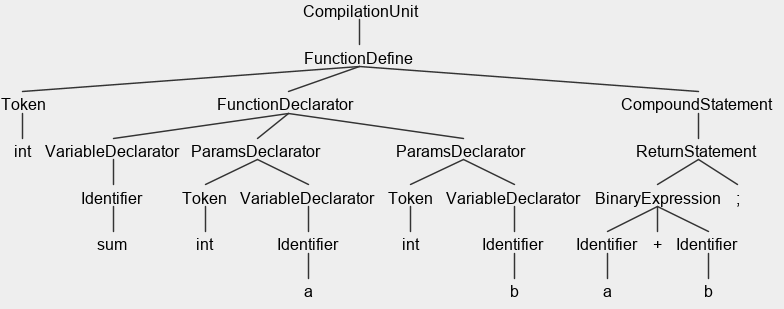 CompilationUnit
FunctionDefine
Token FunctionDeclarator CompoundStatement
int VariableDeclarator ParamsDeclarator ParamsDeclarator ReturnStatement
Identifier Token VariableDeclarator Token VariableDeclarator BinaryExpression ;
sum int Identifier int Identifier Identifier + Identifier
a b a b